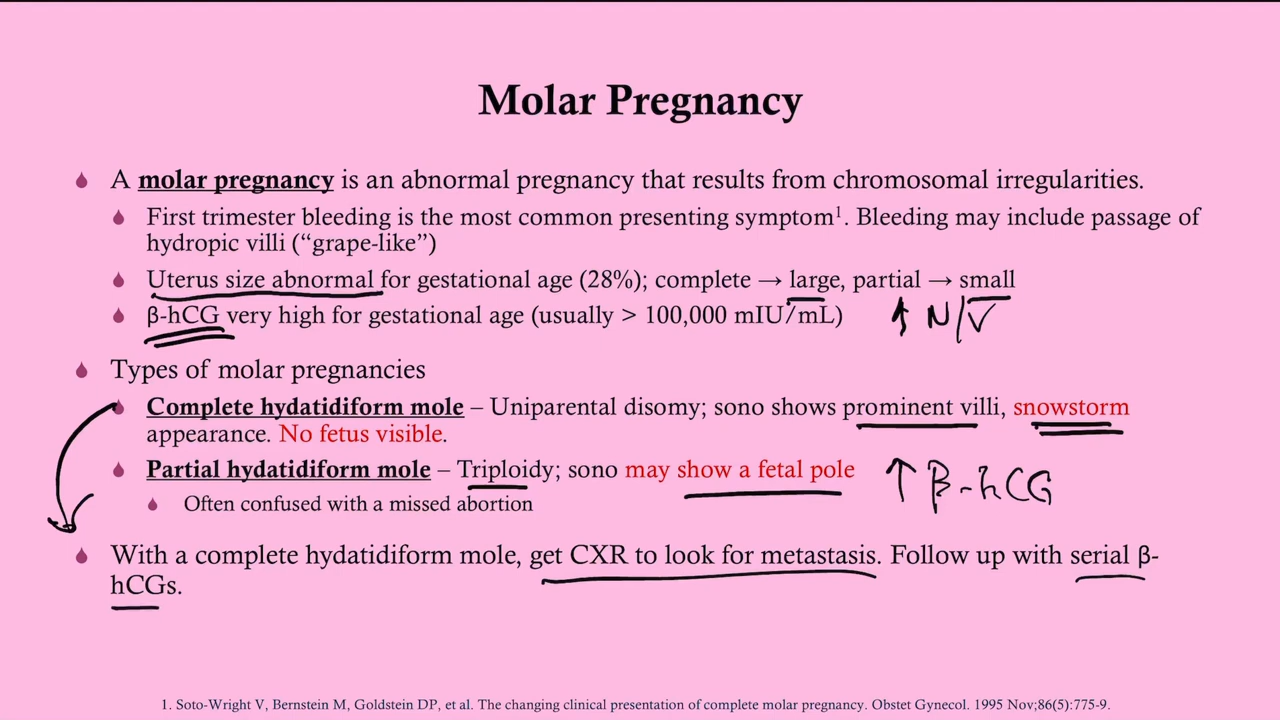 Molar Pregnancy
A molar pregnancy is an abnormal pregnancy that results from chromosomal irregularities.
First trimester bleeding is the most common presenting symptom¹. Bleeding may include passage of
hydropic villi (“grape-like”)
Uterus size abnormal for gestational age (28%); complete → large, partial → small
β-hCG very high for gestational age (usually > 100,000 mIU/mL) ↑ N/V
Types of molar pregnancies
Complete hydatidiform mole – Uniparental disomy; sono shows prominent villi, snowstorm
appearance. No fetus visible.
Partial hydatidiform mole – Triploidy; sono may show a fetal pole ↑ β-hCG
Often confused with a missed abortion
With a complete hydatidiform mole, get CXR to look for metastasis. Follow up with serial β-
hCGs.
1. Soto-Wright V, Bernstein M, Goldstein DP, et al. The changing clinical presentation of complete molar pregnancy. Obstet Gynecol. 1995 Nov;86(5):775-9.